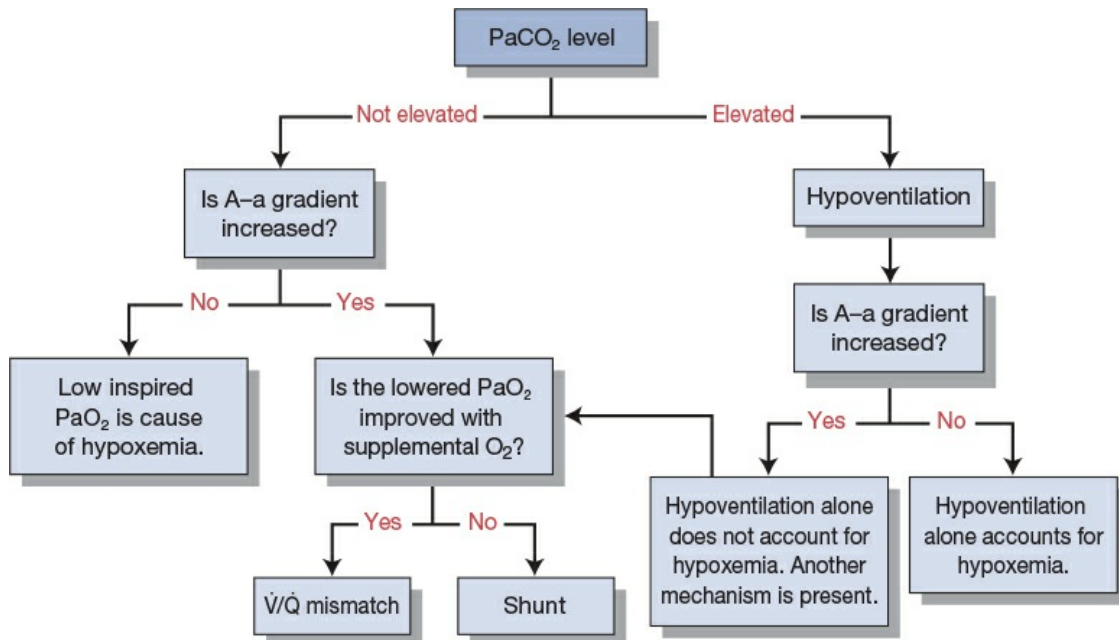 PaCO₂ level
Not elevated
Elevated
Is A–a gradient
increased?
Hypoventilation
No
Yes
Is A–a gradient
increased?
Low inspired
PaO₂ is cause
of hypoxemia.
Is the lowered PaO₂
improved with
supplemental O₂?
Yes
No
Hypoventilation alone
does not account for
hypoxemia. Another
mechanism is present.
Hypoventilation
alone accounts for
hypoxemia.
Yes
No
V̇/Q̇ mismatch
Shunt